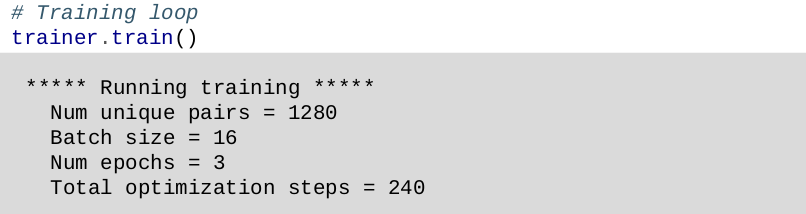 # Training loop
trainer.train()
***** Running training *****
Num unique pairs = 1280
Batch size = 16
Num epochs = 3
Total optimization steps = 240